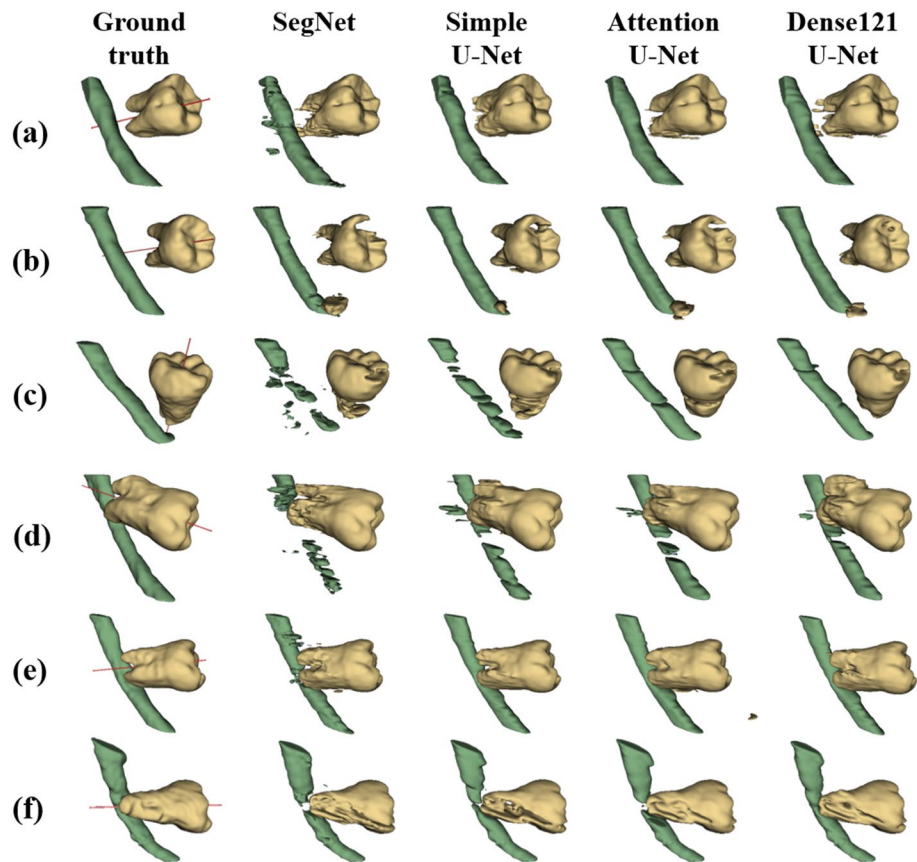 Ground truth
SegNet
Simple U-Net
Attention U-Net
Dense121 U-Net
(a)
(b)
(c)
(d)
(e)
(f)